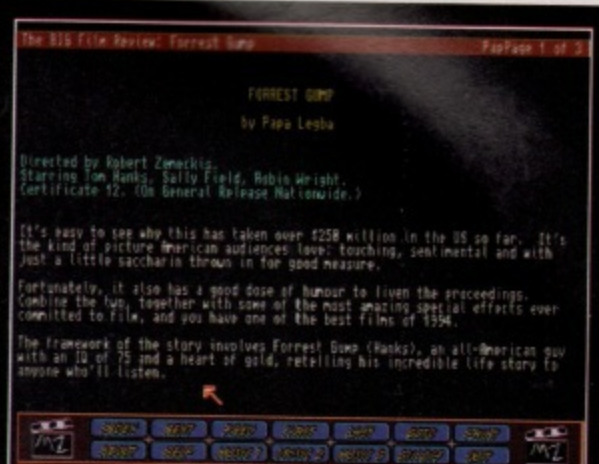 The BIG Film Review: Forrest Gump
Page 1 of 3
FORREST GUMP
by Papa Legba
Directed by Robert Zemeckis.
Starring Tom Hanks, Sally Field, Robin Wright.
Certificate 12. (On General Release Nationwide.)
It's easy to see why this has taken over $250 million in the US so far. It's
the kind of picture American audiences love: touching, sentimental and with
just a little saccharin thrown in for good measure.
Fortunately, it also has a good dose of humour to liven the proceedings.
Combine the two, together with some of the most amazing special effects ever
committed to film, and you have one of the best films of 1994.
The framework of the story involves Forrest Gump (Hanks), an all-American guy
with an IQ of 75 and a heart of gold, retelling his incredible life story to
anyone who'll listen.